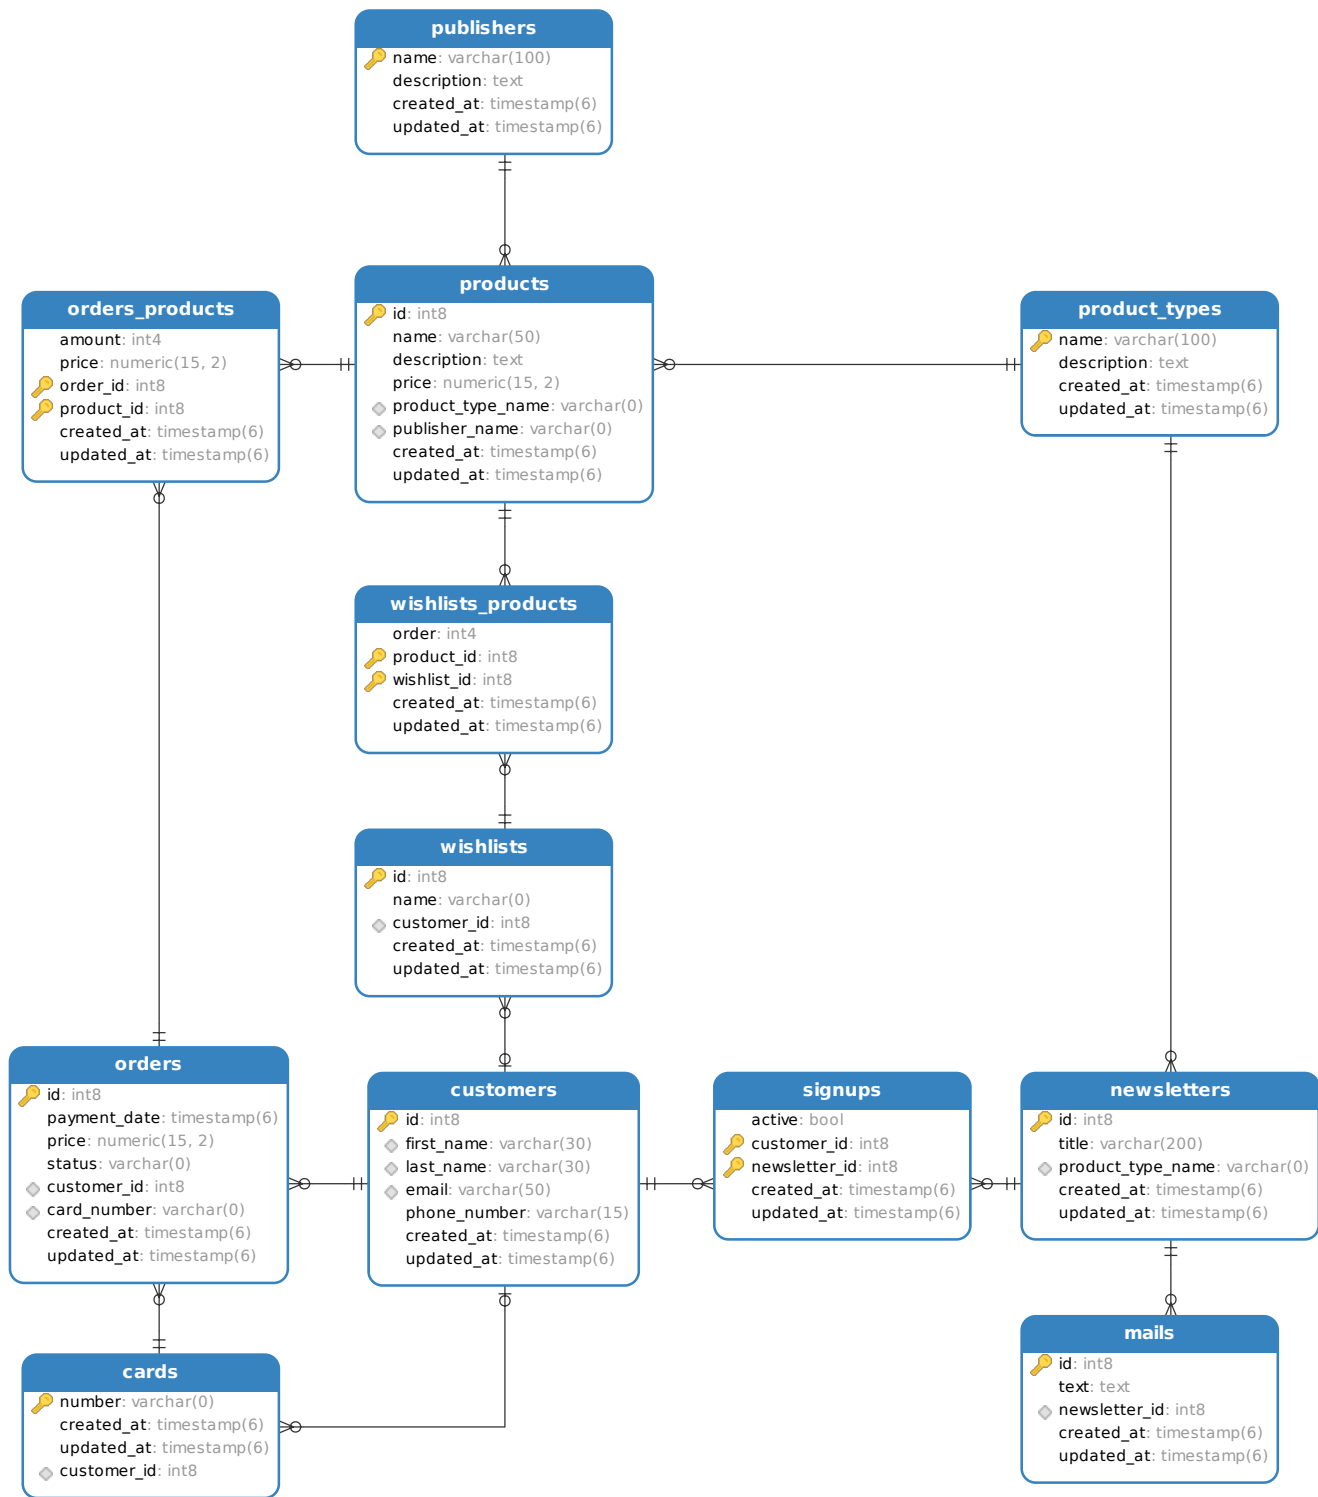 publishers
name: varchar(100)
description: text
created_at: timestamp(6)
updated_at: timestamp(6)
products
id: int8
name: varchar(50)
description: text
price: numeric(15, 2)
product_type_name: varchar(0)
publisher_name: varchar(0)
created_at: timestamp(6)
updated_at: timestamp(6)
orders_products
amount: int4
price: numeric(15, 2)
order_id: int8
product_id: int8
created_at: timestamp(6)
updated_at: timestamp(6)
product_types
name: varchar(100)
description: text
created_at: timestamp(6)
updated_at: timestamp(6)
wishlists_products
order: int4
product_id: int8
wishlist_id: int8
created_at: timestamp(6)
updated_at: timestamp(6)
wishlists
id: int8
name: varchar(0)
customer_id: int8
created_at: timestamp(6)
updated_at: timestamp(6)
orders
id: int8
payment_date: timestamp(6)
price: numeric(15, 2)
status: varchar(0)
customer_id: int8
card_number: varchar(0)
created_at: timestamp(6)
updated_at: timestamp(6)
customers
id: int8
first_name: varchar(30)
last_name: varchar(30)
email: varchar(50)
phone_number: varchar(15)
created_at: timestamp(6)
updated_at: timestamp(6)
signups
active: bool
customer_id: int8
newsletter_id: int8
created_at: timestamp(6)
updated_at: timestamp(6)
newsletters
id: int8
title: varchar(200)
product_type_name: varchar(0)
created_at: timestamp(6)
updated_at: timestamp(6)
cards
number: varchar(0)
created_at: timestamp(6)
updated_at: timestamp(6)
customer_id: int8
mails
id: int8
text: text
newsletter_id: int8
created_at: timestamp(6)
updated_at: timestamp(6)